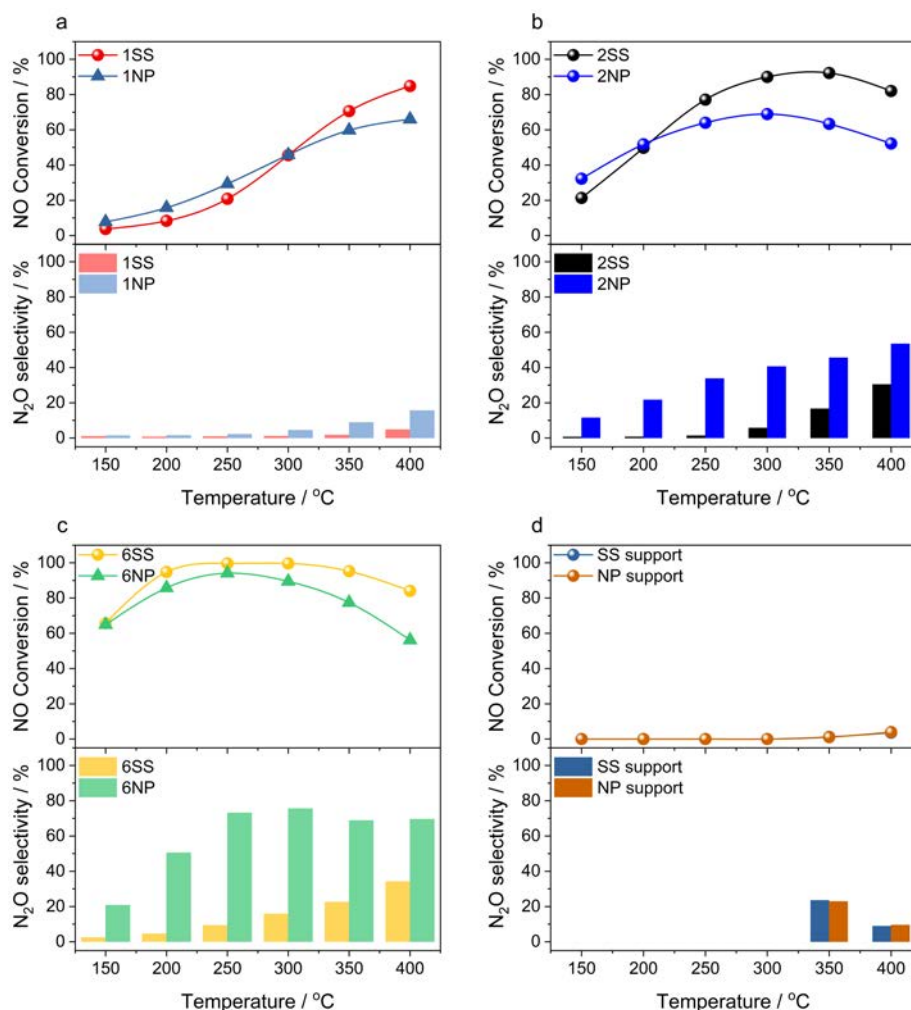 a
1SS
1NP
NO Conversion / %
100
80
60
40
20
0
1SS
1NP
N₂O selectivity / %
100
80
60
40
20
0
150 200 250 300 350 400
Temperature / °C
b
2SS
2NP
NO Conversion / %
100
80
60
40
20
0
2SS
2NP
N₂O selectivity / %
100
80
60
40
20
0
150 200 250 300 350 400
Temperature / °C
c
6SS
6NP
NO Conversion / %
100
80
60
40
20
0
6SS
6NP
N₂O selectivity / %
100
80
60
40
20
0
150 200 250 300 350 400
Temperature / °C
d
SS support
NP support
NO Conversion / %
100
80
60
40
20
0
SS support
NP support
N₂O selectivity / %
100
80
60
40
20
0
150 200 250 300 350 400
Temperature / °C